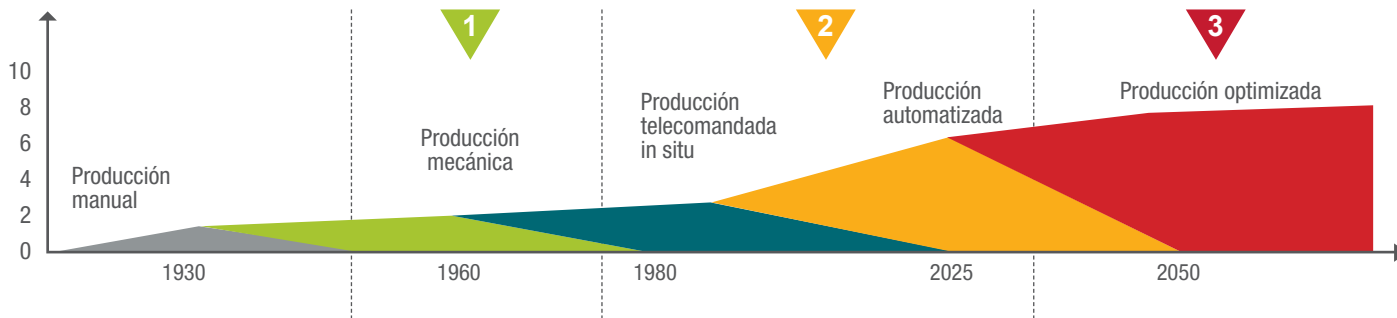 1
2
3
10
8
6
4
2
0
Producción
manual
Producción
mecánica
Producción
telecomandada
in situ
Producción
automatizada
Producción optimizada
1930
1960
1980
2025
2050